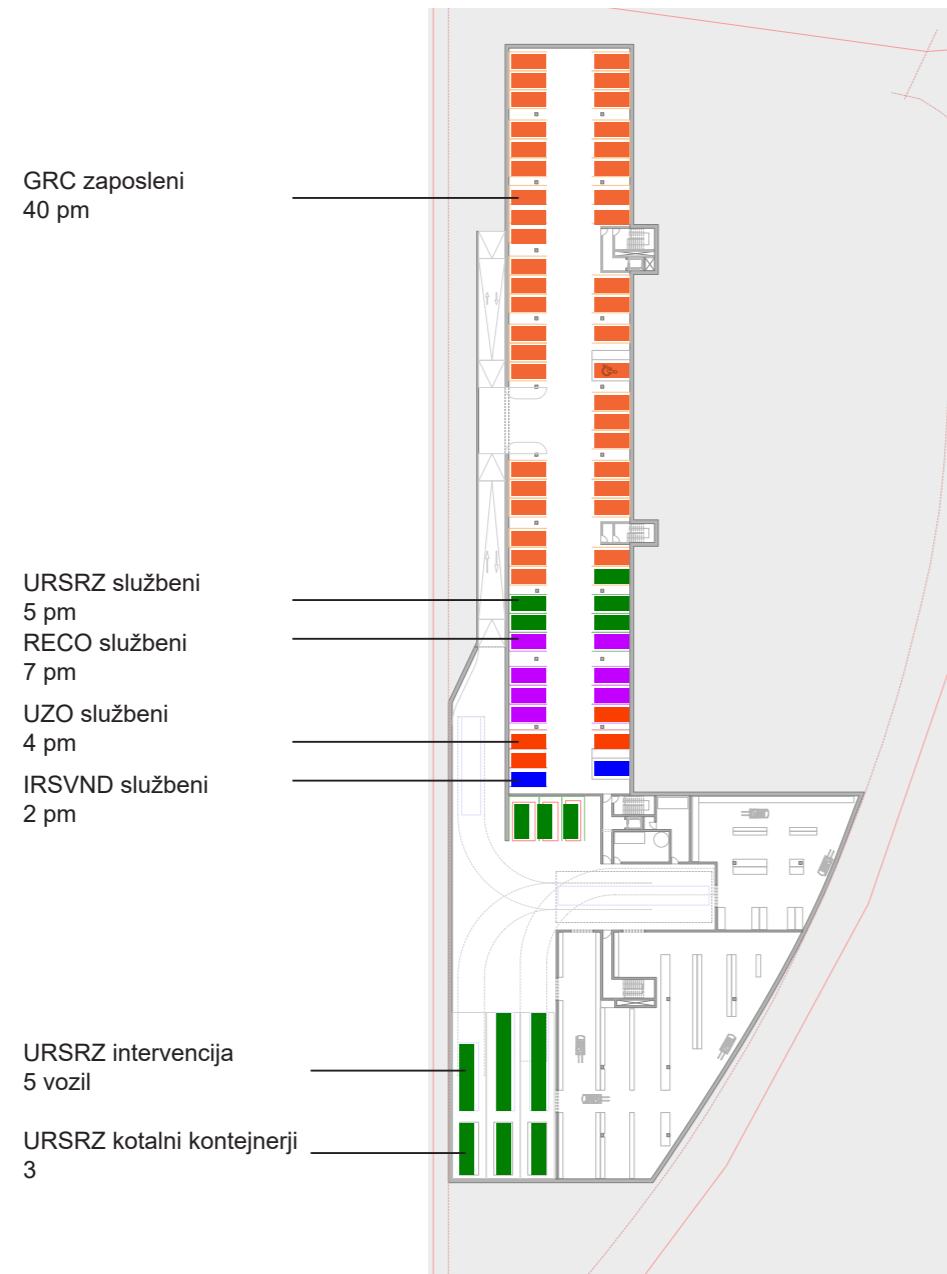 GRC zaposleni
40 pm
URSRZ službeni
5 pm
RECO službeni
7 pm
UZO službeni
4 pm
IRSVND službeni
2 pm
URSRZ intervencija
5 vozil
URSRZ kotalni kontejnerji
3